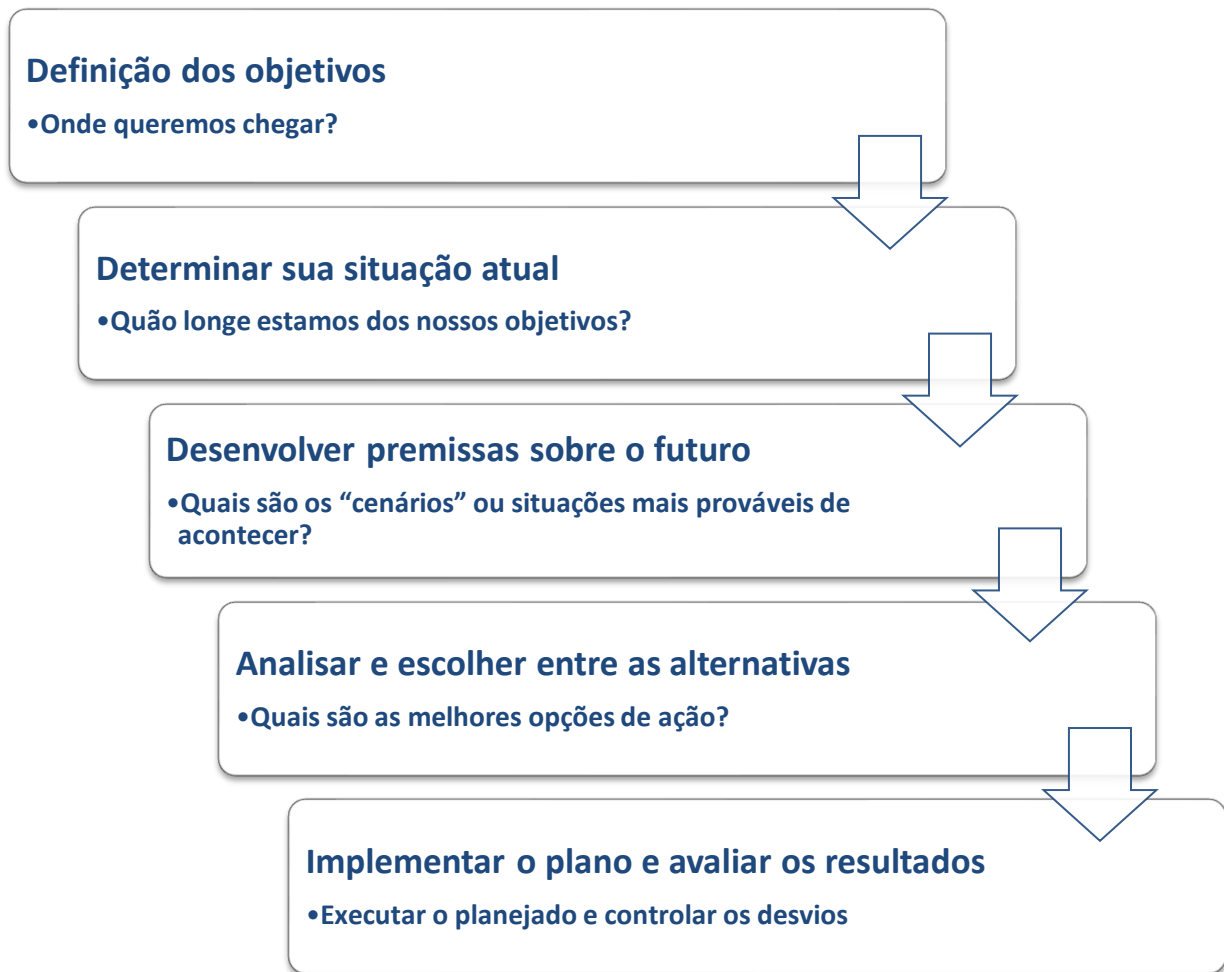 Definição dos objetivos
•Onde queremos chegar?
Determinar sua situação atual
•Quão longe estamos dos nossos objetivos?
Desenvolver premissas sobre o futuro
•Quais são os “cenários” ou situações mais prováveis de
acontecer?
Analisar e escolher entre as alternativas
•Quais são as melhores opções de ação?
Implementar o plano e avaliar os resultados
•Executar o planejado e controlar os desvios